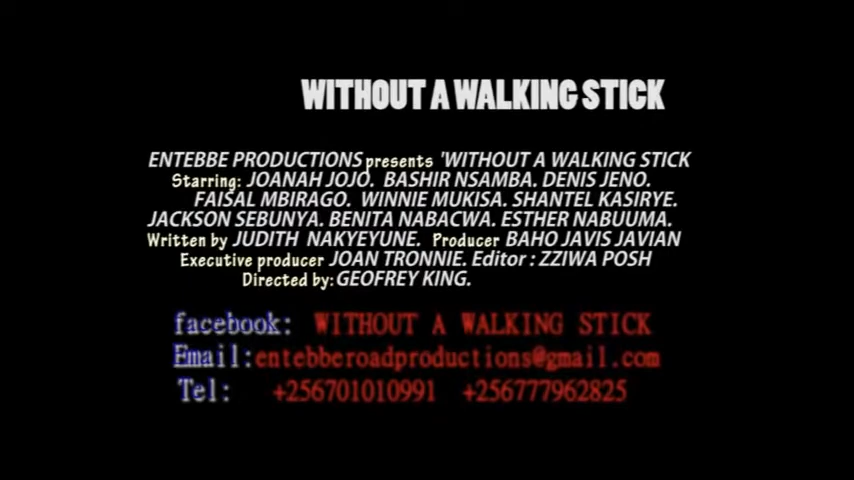 WITHOUT A WALKING STICK
ENTEBBE PRODUCTIONS presents 'WITHOUT A WALKING STICK
Starring: JOANAH JOJO. BASHIR NSAMBA. DENIS JENO.
FAISAL MBIRAGO. WINNIE MUKISA. SHANTEL KASIRYE.
JACKSON SEBUNYA. BENITA NABACWA. ESTHER NABUUMA.
Written by JUDITH NAKYEYUNE. Producer BAHO JAVIS JAVIAN
Executive producer JOAN TRONNIE. Editor : ZZIWA POSH
Directed by: GEOFREY KING.
facebook: WITHOUT A WALKING STICK
Email:entebberoadproductions@gmail.com
Tel: +256701010991 +256777962825